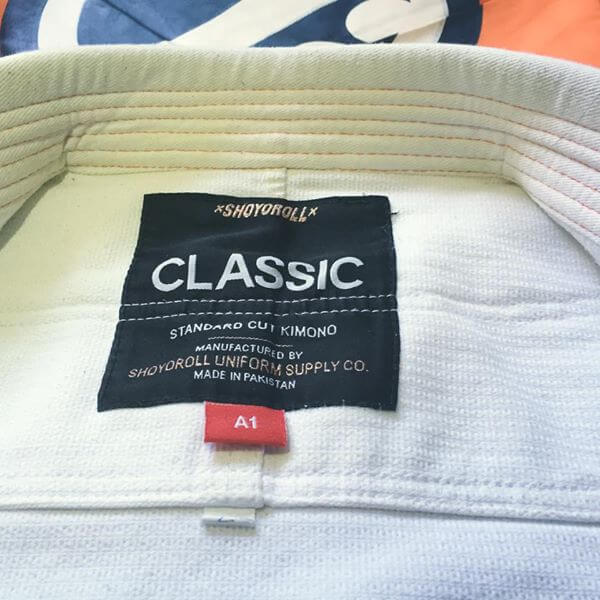 ×SHOYOROLL×
CLASSIC
STANDARD CUT KIMONO
MANUFACTURED BY
SHOYOROLL UNIFORM SUPPLY CO.
MADE IN PAKISTAN
A1